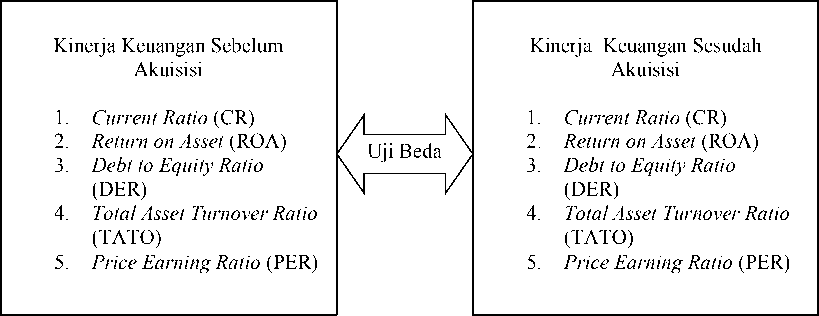 Kinerja Keuangan Sebelum
Akuisisi
1. Current Ratio (CR)
2. Return on Asset (ROA)
3. Debt to Equity Ratio
(DER)
4. Total Asset Turnover Ratio
(TATO)
5. Price Earning Ratio (PER)
Uji Beda
Kinerja Keuangan Sesudah
Akuisisi
1. Current Ratio (CR)
2. Return on Asset (ROA)
3. Debt to Equity Ratio
(DER)
4. Total Asset Turnover Ratio
(TATO)
5. Price Earning Ratio (PER)